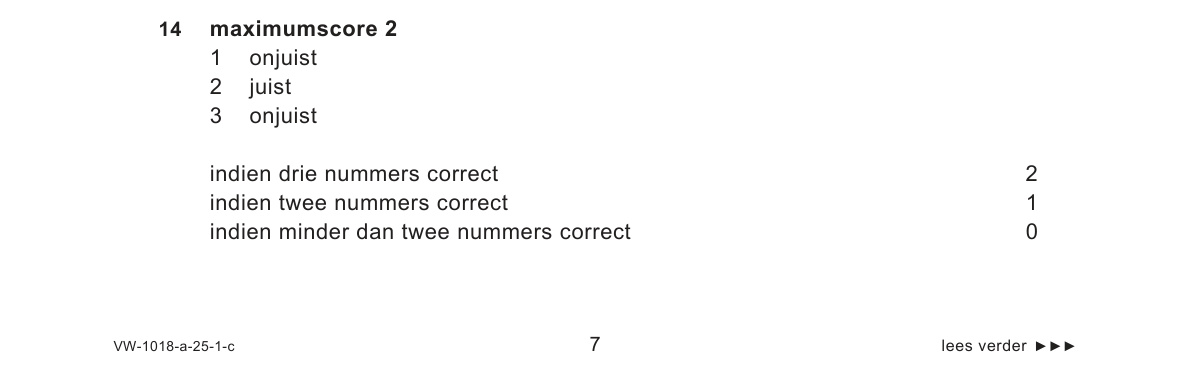 14 maximumscore 2
1 onjuist
2 juist
3 onjuist
indien drie nummers correct 2
indien twee nummers correct 1
indien minder dan twee nummers correct 0
VW-1018-a-25-1-c 7 lees verder ►►►